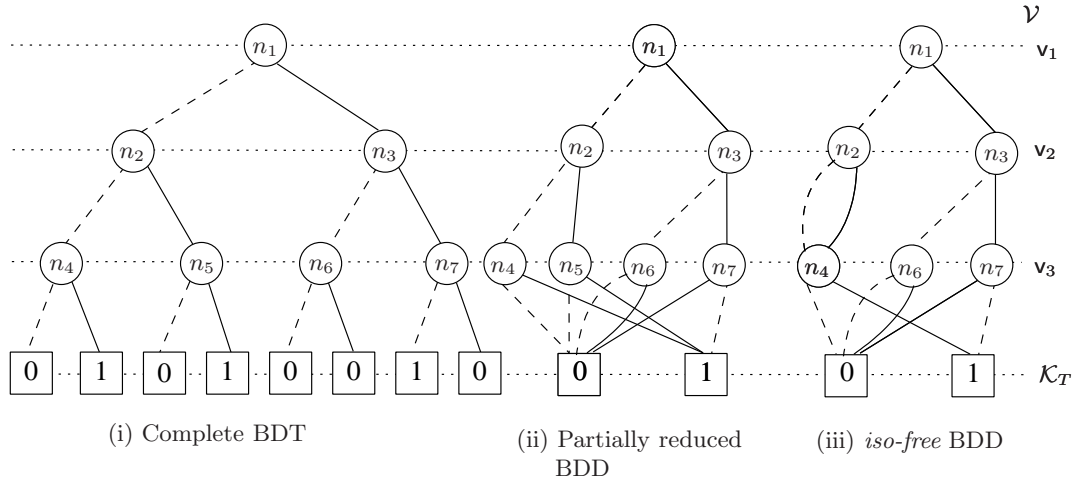 𝒱
n₁ n₁ n₁ v₁
n₂ n₃ n₂ n₃ n₂ n₃ v₂
n₄ n₅ n₆ n₇ n₄ n₅ n₆ n₇ n₄ n₆ n₇ v₃
0 1 0 1 0 0 1 0 0 1 0 1 𝒦_T
(i) Complete BDT
(ii) Partially reduced
BDD
(iii) iso-free BDD